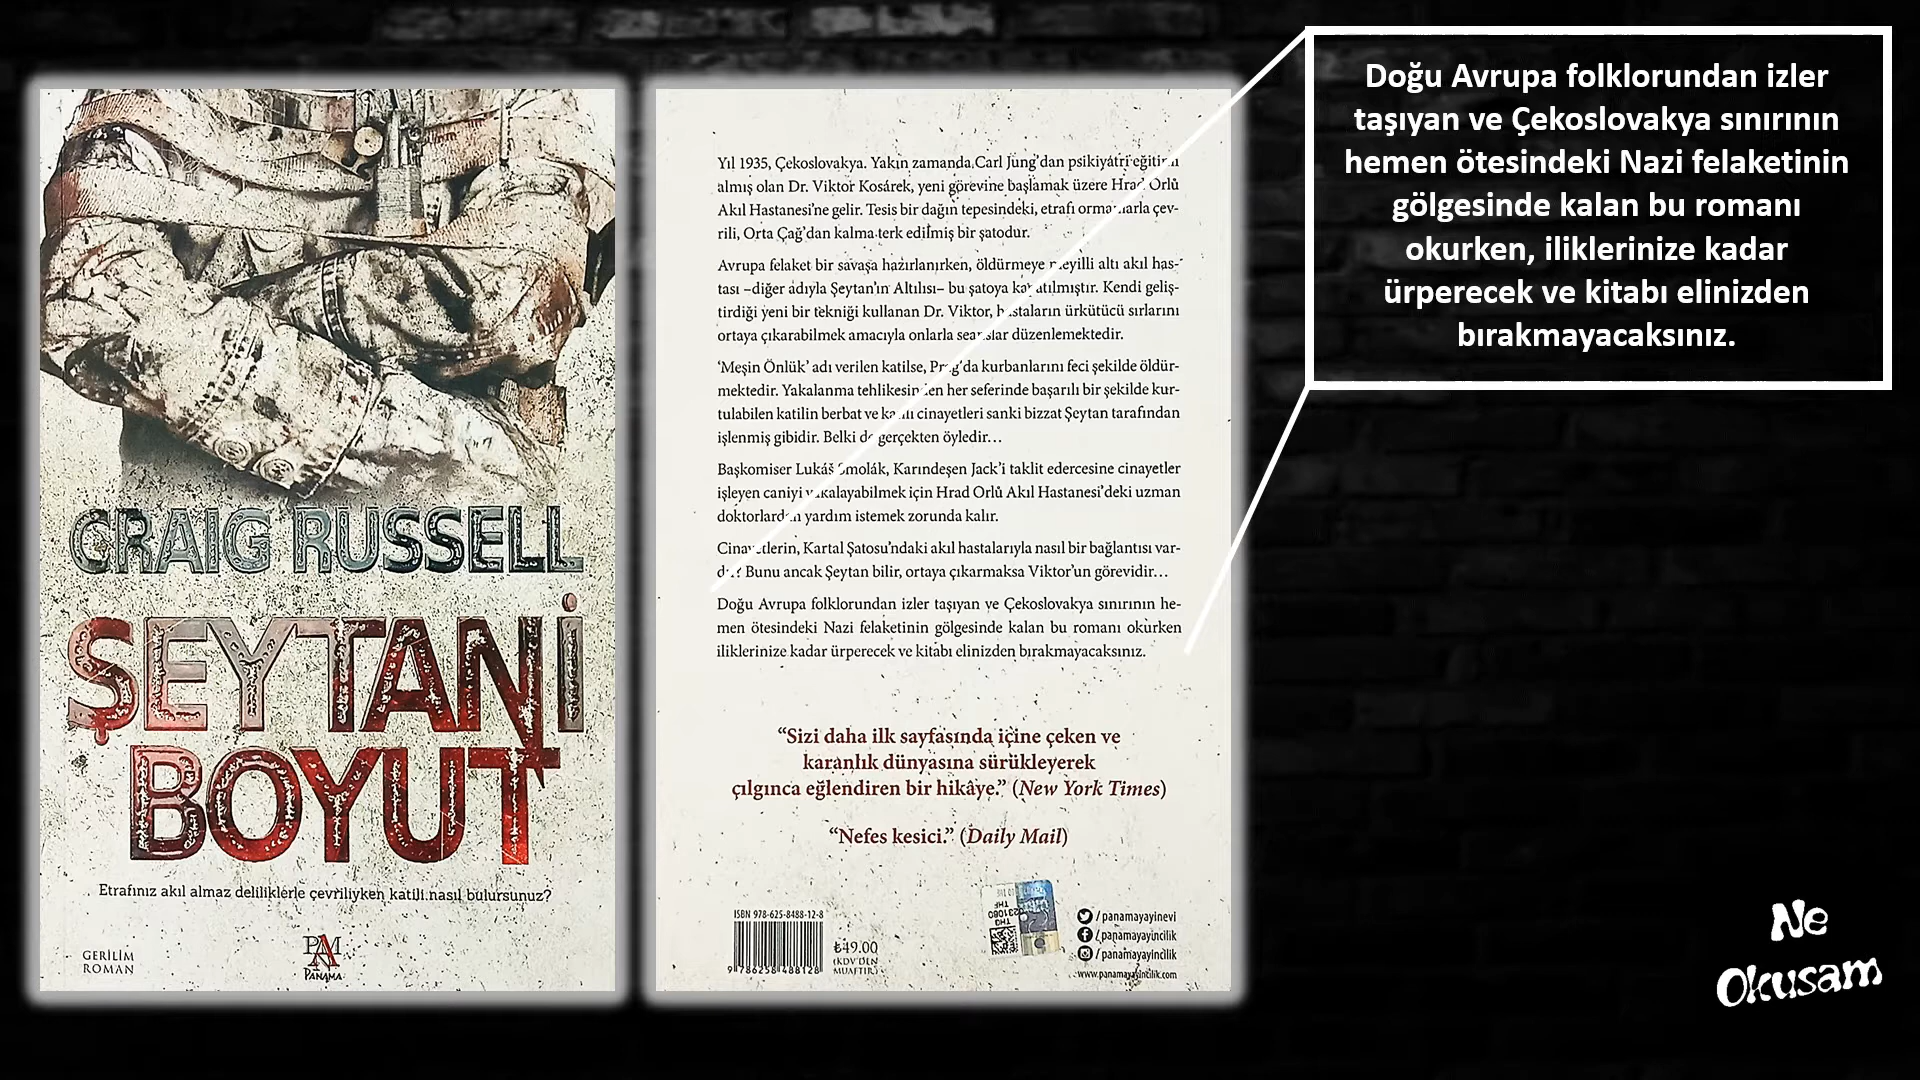 CRAIG RUSSELL
ŞEYTANİ
BOYUT
Etrafınız akıl almaz deliliklerle çevriliyken katili nasıl bulursunuz?
GERİLİM
ROMAN
PANAMA
Yıl 1935, Çekoslovakya. Yakın zamanda Carl Jung'dan psikiyatri eğitimi
almış olan Dr. Viktor Kosárek, yeni görevine başlamak üzere Hrad Orlů
Akıl Hastanesi'ne gelir. Tesis bir dağın tepesindeki, etrafı ormanlarla çev-
rili, Orta Çağ'dan kalma terk edilmiş bir şatodur.
Avrupa felaket bir savaşa hazırlanırken, öldürmeye meyilli altı akıl has-
tası –diğer adıyla Şeytan'ın Altılısı– bu şatoya kapatılmıştır. Kendi geliş-
tirdiği yeni bir tekniği kullanan Dr. Viktor, hastaların ürkütücü sırlarını
ortaya çıkarabilmek amacıyla onlarla seanslar düzenlemektedir.
'Meşin Önlük' adı verilen katilse, Prag'da kurbanlarını feci şekilde öldür-
mektedir. Yakalanma tehlikesinden her seferinde başarılı bir şekilde kur-
tulabilen katilin berbat ve kanlı cinayetleri sanki bizzat Şeytan tarafından
işlenmiş gibidir. Belki de gerçekten öyledir…
Başkomiser Lukáš Smolák, Karındeşen Jack'i taklit edercesine cinayetler
işleyen caniyi yakalayabilmek için Hrad Orlů Akıl Hastanesi'deki uzman
doktorlardan yardım istemek zorunda kalır.
Cinayetlerin, Kartal Şatosu'ndaki akıl hastalarıyla nasıl bir bağlantısı var-
dır? Bunu ancak Şeytan bilir, ortaya çıkarmaksa Viktor'un görevidir…
Doğu Avrupa folklorundan izler taşıyan ve Çekoslovakya sınırının he-
men ötesindeki Nazi felaketinin gölgesinde kalan bu romanı okurken
iliklerinize kadar ürperecek ve kitabı elinizden bırakmayacaksınız.
"Sizi daha ilk sayfasında içine çeken ve
karanlık dünyasına sürükleyerek
çılgınca eğlendiren bir hikâye." (New York Times)
"Nefes kesici." (Daily Mail)
ISBN 978-625-8488-12-8
9 786258 488128
₺49.00
(KDV'DEN
MUAFTIR)
/panamayayinevi
/panamayayincilik
/panamayayincilik
www.panamayayincilik.com
Doğu Avrupa folklorundan izler
taşıyan ve Çekoslovakya sınırının
hemen ötesindeki Nazi felaketinin
gölgesinde kalan bu romanı
okurken, iliklerinize kadar
ürperecek ve kitabı elinizden
bırakmayacaksınız.
Ne
Okusam